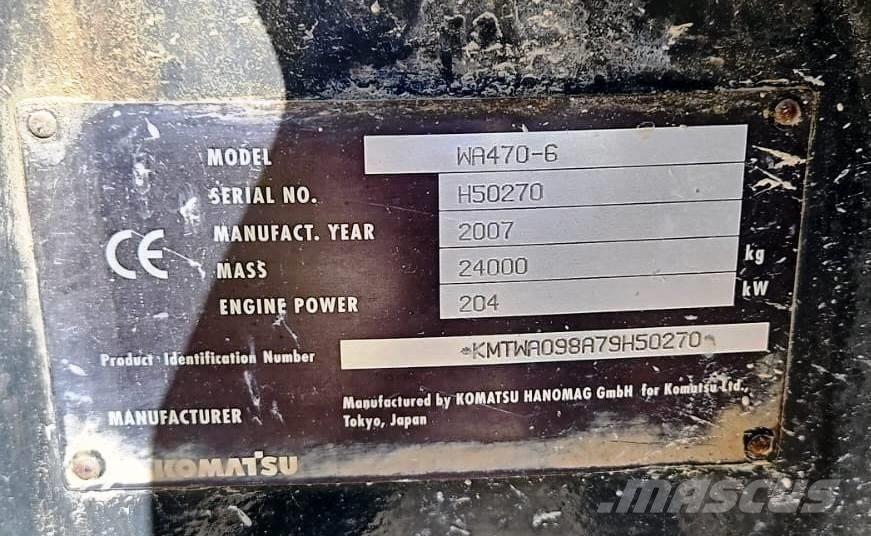 MODEL WA470-6
SERIAL NO. H50270
MANUFACT. YEAR 2007
CE
MASS 24000 kg
ENGINE POWER 204 kW
Product Identification Number *KMTWA098A79H50270*
MANUFACTURER Manufactured by KOMATSU HANOMAG GmbH for Komatsu Ltd.,
Tokyo, Japan
KOMATSU
mascus